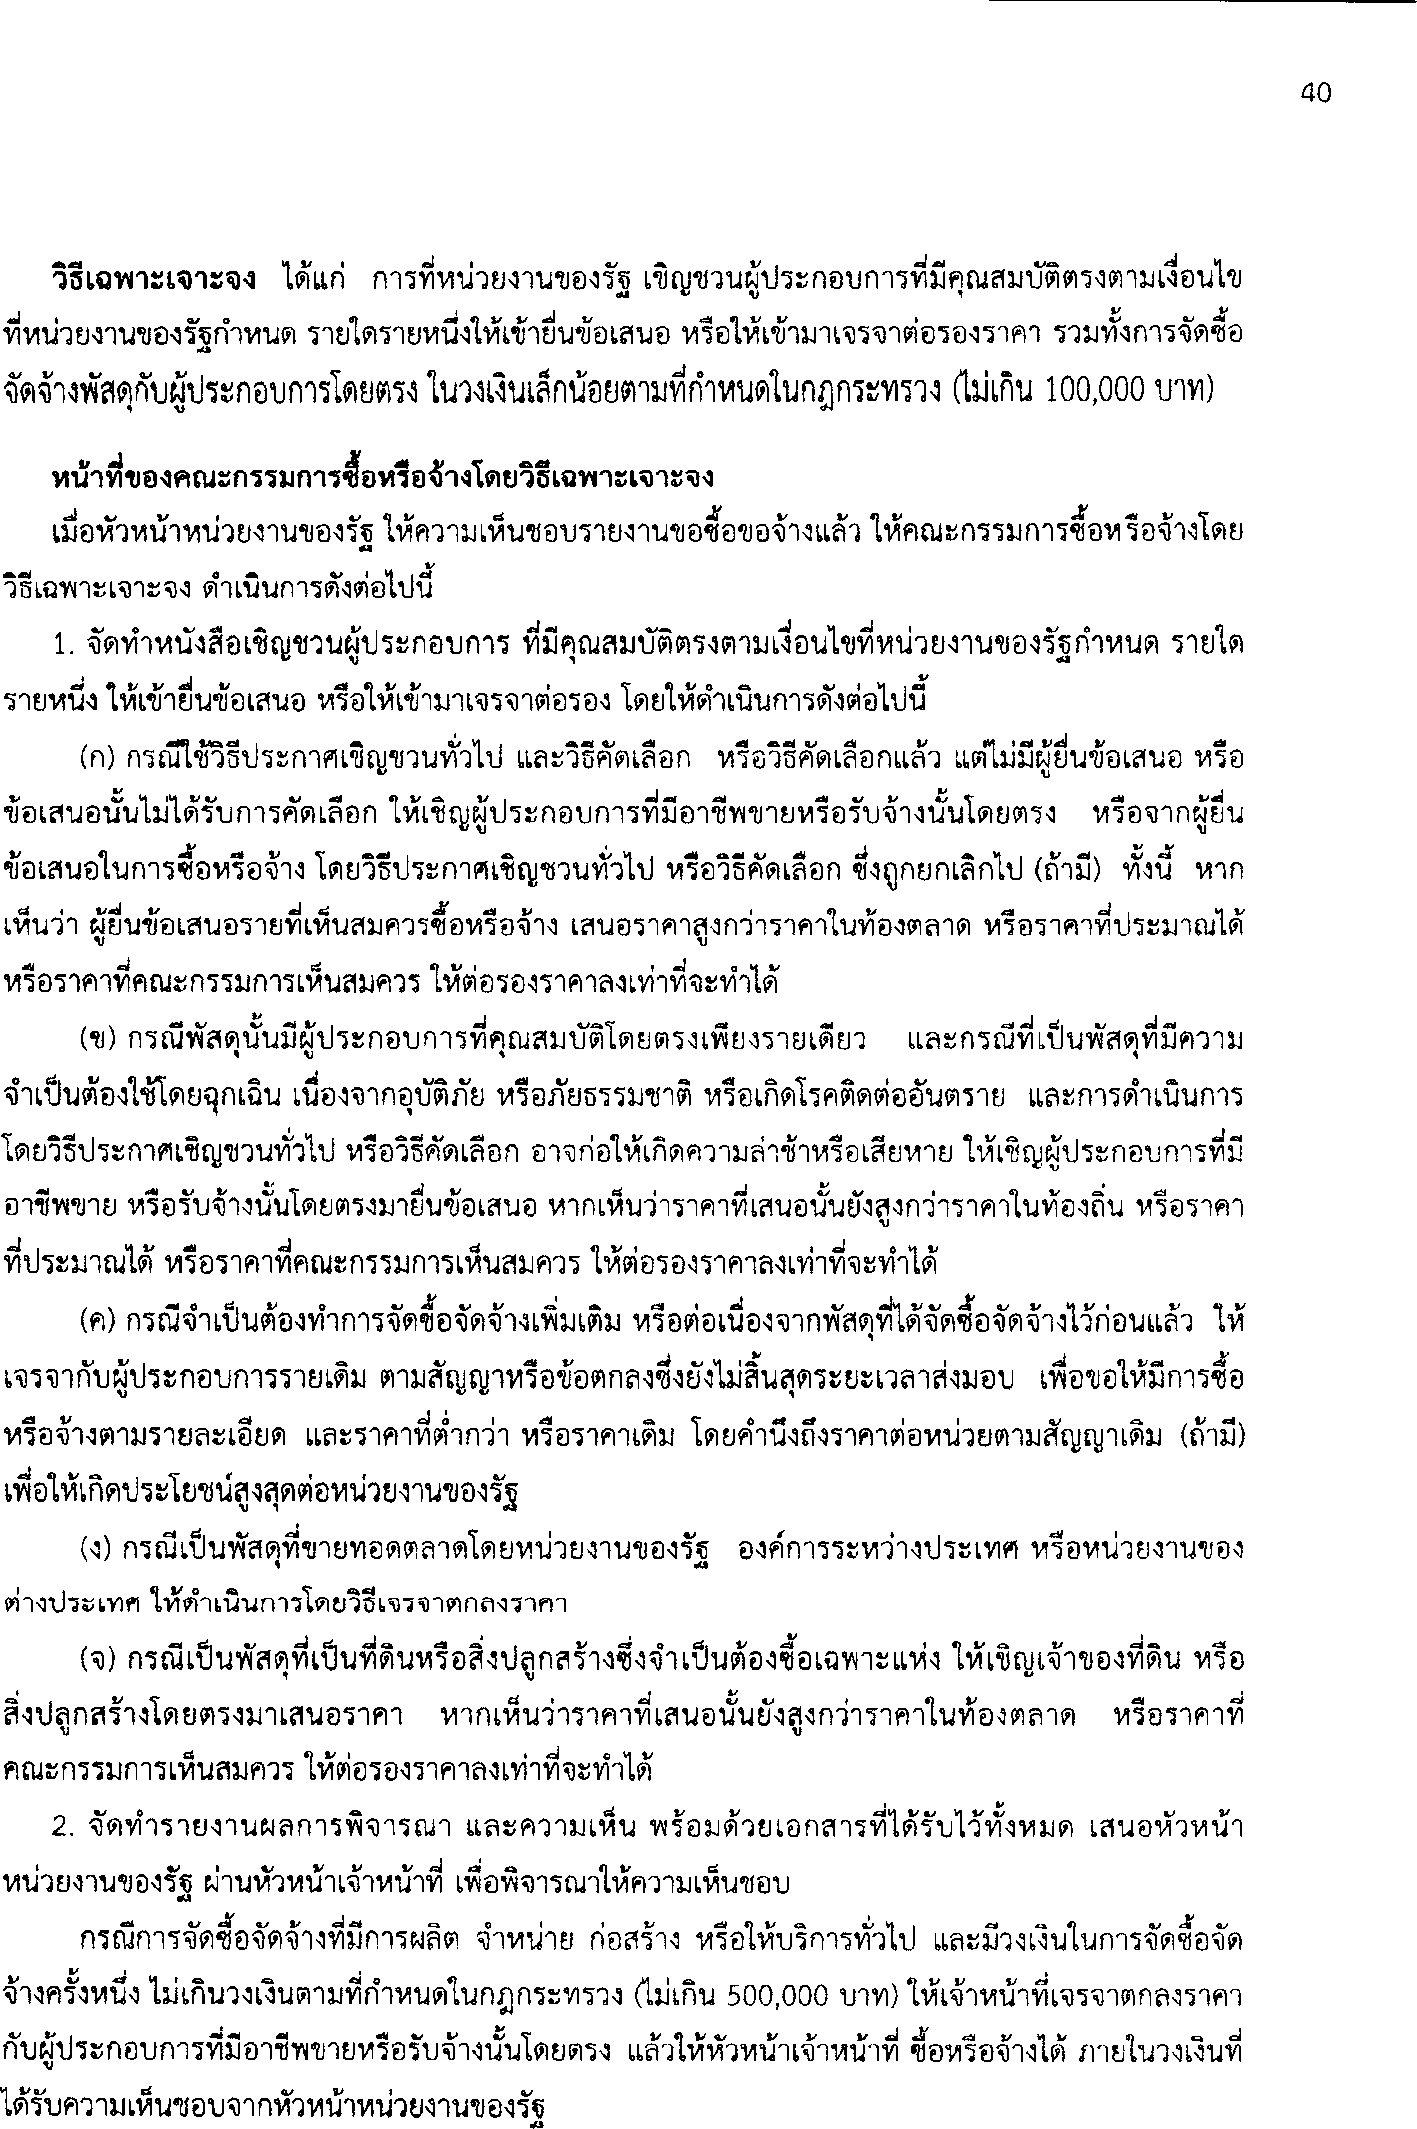 40
วิธีเฉพาะเจาะจง ได้แก่ การที่หน่วยงานของรัฐ เชิญชวนผู้ประกอบการที่มีคุณสมบัติตรงตามเงื่อนไข
ที่หน่วยงานของรัฐกำหนด รายใดรายหนึ่งให้เข้ายื่นข้อเสนอ หรือให้เข้ามาเจรจาต่อรองราคา รวมทั้งการจัดซื้อ
จัดจ้างพัสดุกับผู้ประกอบการโดยตรง ในวงเงินเล็กน้อยตามที่กำหนดในกฎกระทรวง (ไม่เกิน 100,000 บาท)
หน้าที่ของคณะกรรมการซื้อหรือจ้างโดยวิธีเฉพาะเจาะจง
เมื่อหัวหน้าหน่วยงานของรัฐ ให้ความเห็นชอบรายงานขอซื้อขอจ้างแล้ว ให้คณะกรรมการซื้อหรือจ้างโดย
วิธีเฉพาะเจาะจง ดำเนินการดังต่อไปนี้
1. จัดทำหนังสือเชิญชวนผู้ประกอบการ ที่มีคุณสมบัติตรงตามเงื่อนไขที่หน่วยงานของรัฐกำหนด รายใด
รายหนึ่ง ให้เข้ายื่นข้อเสนอ หรือให้เข้ามาเจรจาต่อรอง โดยให้ดำเนินการดังต่อไปนี้
(ก) กรณีใช้วิธีประกาศเชิญชวนทั่วไป และวิธีคัดเลือก หรือวิธีคัดเลือกแล้ว แต่ไม่มีผู้ยื่นข้อเสนอ หรือ
ข้อเสนอนั้นไม่ได้รับการคัดเลือก ให้เชิญผู้ประกอบการที่มีอาชีพขายหรือรับจ้างนั้นโดยตรง หรือจากผู้ยื่น
ข้อเสนอในการซื้อหรือจ้าง โดยวิธีประกาศเชิญชวนทั่วไป หรือวิธีคัดเลือก ซึ่งถูกยกเลิกไป (ถ้ามี) ทั้งนี้ หาก
เห็นว่า ผู้ยื่นข้อเสนอรายที่เห็นสมควรซื้อหรือจ้าง เสนอราคาสูงกว่าราคาในท้องตลาด หรือราคาที่ประมาณได้
หรือราคาที่คณะกรรมการเห็นสมควร ให้ต่อรองราคาลงเท่าที่จะทำได้
(ข) กรณีพัสดุนั้นมีผู้ประกอบการที่คุณสมบัติโดยตรงเพียงรายเดียว และกรณีที่เป็นพัสดุที่มีความ
จำเป็นต้องใช้โดยฉุกเฉิน เนื่องจากอุบัติภัย หรือภัยธรรมชาติ หรือเกิดโรคติดต่ออันตราย และการดำเนินการ
โดยวิธีประกาศเชิญชวนทั่วไป หรือวิธีคัดเลือก อาจก่อให้เกิดความล่าช้าหรือเสียหาย ให้เชิญผู้ประกอบการที่มี
อาชีพขาย หรือรับจ้างนั้นโดยตรงมายื่นข้อเสนอ หากเห็นว่าราคาที่เสนอนั้นยังสูงกว่าราคาในท้องถิ่น หรือราคา
ที่ประมาณได้ หรือราคาที่คณะกรรมการเห็นสมควร ให้ต่อรองราคาลงเท่าที่จะทำได้
(ค) กรณีจำเป็นต้องทำการจัดซื้อจัดจ้างเพิ่มเติม หรือต่อเนื่องจากพัสดุที่ได้จัดซื้อจัดจ้างไว้ก่อนแล้ว ให้
เจรจากับผู้ประกอบการรายเดิม ตามสัญญาหรือข้อตกลงซึ่งยังไม่สิ้นสุดระยะเวลาส่งมอบ เพื่อขอให้มีการซื้อ
หรือจ้างตามรายละเอียด และราคาที่ต่ำกว่า หรือราคาเดิม โดยคำนึงถึงราคาต่อหน่วยตามสัญญาเดิม (ถ้ามี)
เพื่อให้เกิดประโยชน์สูงสุดต่อหน่วยงานของรัฐ
(ง) กรณีเป็นพัสดุที่ขายทอดตลาดโดยหน่วยงานของรัฐ องค์การระหว่างประเทศ หรือหน่วยงานของ
ต่างประเทศ ให้ดำเนินการโดยวิธีเจรจาตกลงราคา
(จ) กรณีเป็นพัสดุที่เป็นที่ดินหรือสิ่งปลูกสร้างซึ่งจำเป็นต้องซื้อเฉพาะแห่ง ให้เชิญเจ้าของที่ดิน หรือ
สิ่งปลูกสร้างโดยตรงมาเสนอราคา หากเห็นว่าราคาที่เสนอนั้นยังสูงกว่าราคาในท้องตลาด หรือราคาที่
คณะกรรมการเห็นสมควร ให้ต่อรองราคาลงเท่าที่จะทำได้
2. จัดทำรายงานผลการพิจารณา และความเห็น พร้อมด้วยเอกสารที่ได้รับไว้ทั้งหมด เสนอหัวหน้า
หน่วยงานของรัฐ ผ่านหัวหน้าเจ้าหน้าที่ เพื่อพิจารณาให้ความเห็นชอบ
กรณีการจัดซื้อจัดจ้างที่มีการผลิต จำหน่าย ก่อสร้าง หรือให้บริการทั่วไป และมีวงเงินในการจัดซื้อจัด
จ้างครั้งหนึ่ง ไม่เกินวงเงินตามที่กำหนดในกฎกระทรวง (ไม่เกิน 500,000 บาท) ให้เจ้าหน้าที่เจรจาตกลงราคา
กับผู้ประกอบการที่มีอาชีพขายหรือรับจ้างนั้นโดยตรง แล้วให้หัวหน้าเจ้าหน้าที่ ซื้อหรือจ้างได้ ภายในวงเงินที่
ได้รับความเห็นชอบจากหัวหน้าหน่วยงานของรัฐ